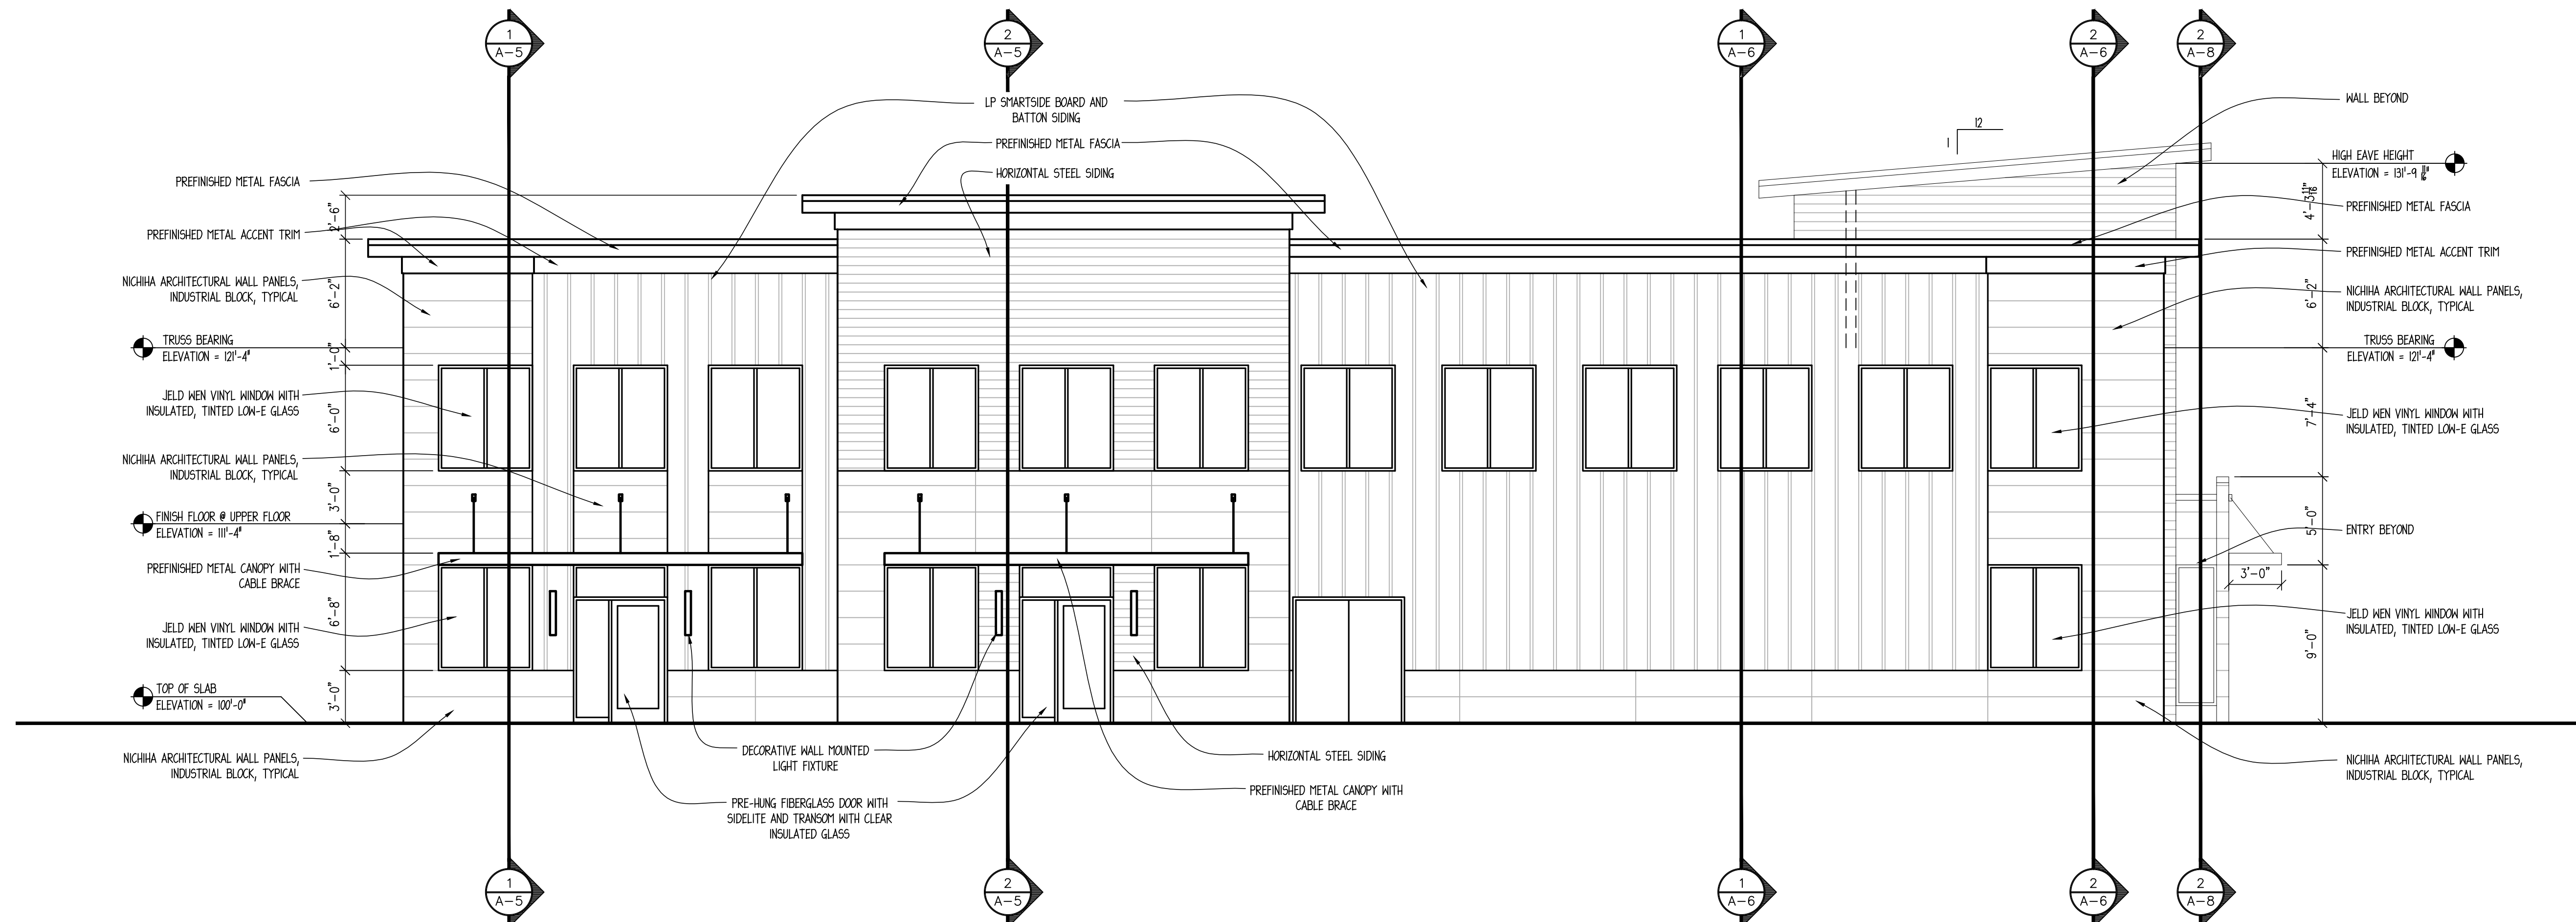 1
A-5
2
A-5
1
A-6
2
A-6
2
A-8
LP SMARTSIDE BOARD AND
BATTON SIDING
PREFINISHED METAL FASCIA
HORIZONTAL STEEL SIDING
12
1
WALL BEYOND
HIGH EAVE HEIGHT
ELEVATION = 131'-9 11/16"
PREFINISHED METAL FASCIA
PREFINISHED METAL ACCENT TRIM
NICHIHA ARCHITECTURAL WALL PANELS,
INDUSTRIAL BLOCK, TYPICAL
TRUSS BEARING
ELEVATION = 121'-4"
JELD WEN VINYL WINDOW WITH
INSULATED, TINTED LOW-E GLASS
ENTRY BEYOND
JELD WEN VINYL WINDOW WITH
INSULATED, TINTED LOW-E GLASS
NICHIHA ARCHITECTURAL WALL PANELS,
INDUSTRIAL BLOCK, TYPICAL
4'-3 11/16"
6'-2"
7'-4"
5'-0"
3'-0"
9'-0"
PREFINISHED METAL FASCIA
PREFINISHED METAL ACCENT TRIM
NICHIHA ARCHITECTURAL WALL PANELS,
INDUSTRIAL BLOCK, TYPICAL
TRUSS BEARING
ELEVATION = 121'-4"
JELD WEN VINYL WINDOW WITH
INSULATED, TINTED LOW-E GLASS
NICHIHA ARCHITECTURAL WALL PANELS,
INDUSTRIAL BLOCK, TYPICAL
FINISH FLOOR @ UPPER FLOOR
ELEVATION = 111'-4"
PREFINISHED METAL CANOPY WITH
CABLE BRACE
JELD WEN VINYL WINDOW WITH
INSULATED, TINTED LOW-E GLASS
TOP OF SLAB
ELEVATION = 100'-0"
NICHIHA ARCHITECTURAL WALL PANELS,
INDUSTRIAL BLOCK, TYPICAL
2'-6"
6'-2"
1'-0"
6'-0"
3'-0"
1'-8"
6'-8"
3'-0"
DECORATIVE WALL MOUNTED
LIGHT FIXTURE
PRE-HUNG FIBERGLASS DOOR WITH
SIDELITE AND TRANSOM WITH CLEAR
INSULATED GLASS
HORIZONTAL STEEL SIDING
PREFINISHED METAL CANOPY WITH
CABLE BRACE
1
A-5
2
A-5
1
A-6
2
A-6
2
A-8